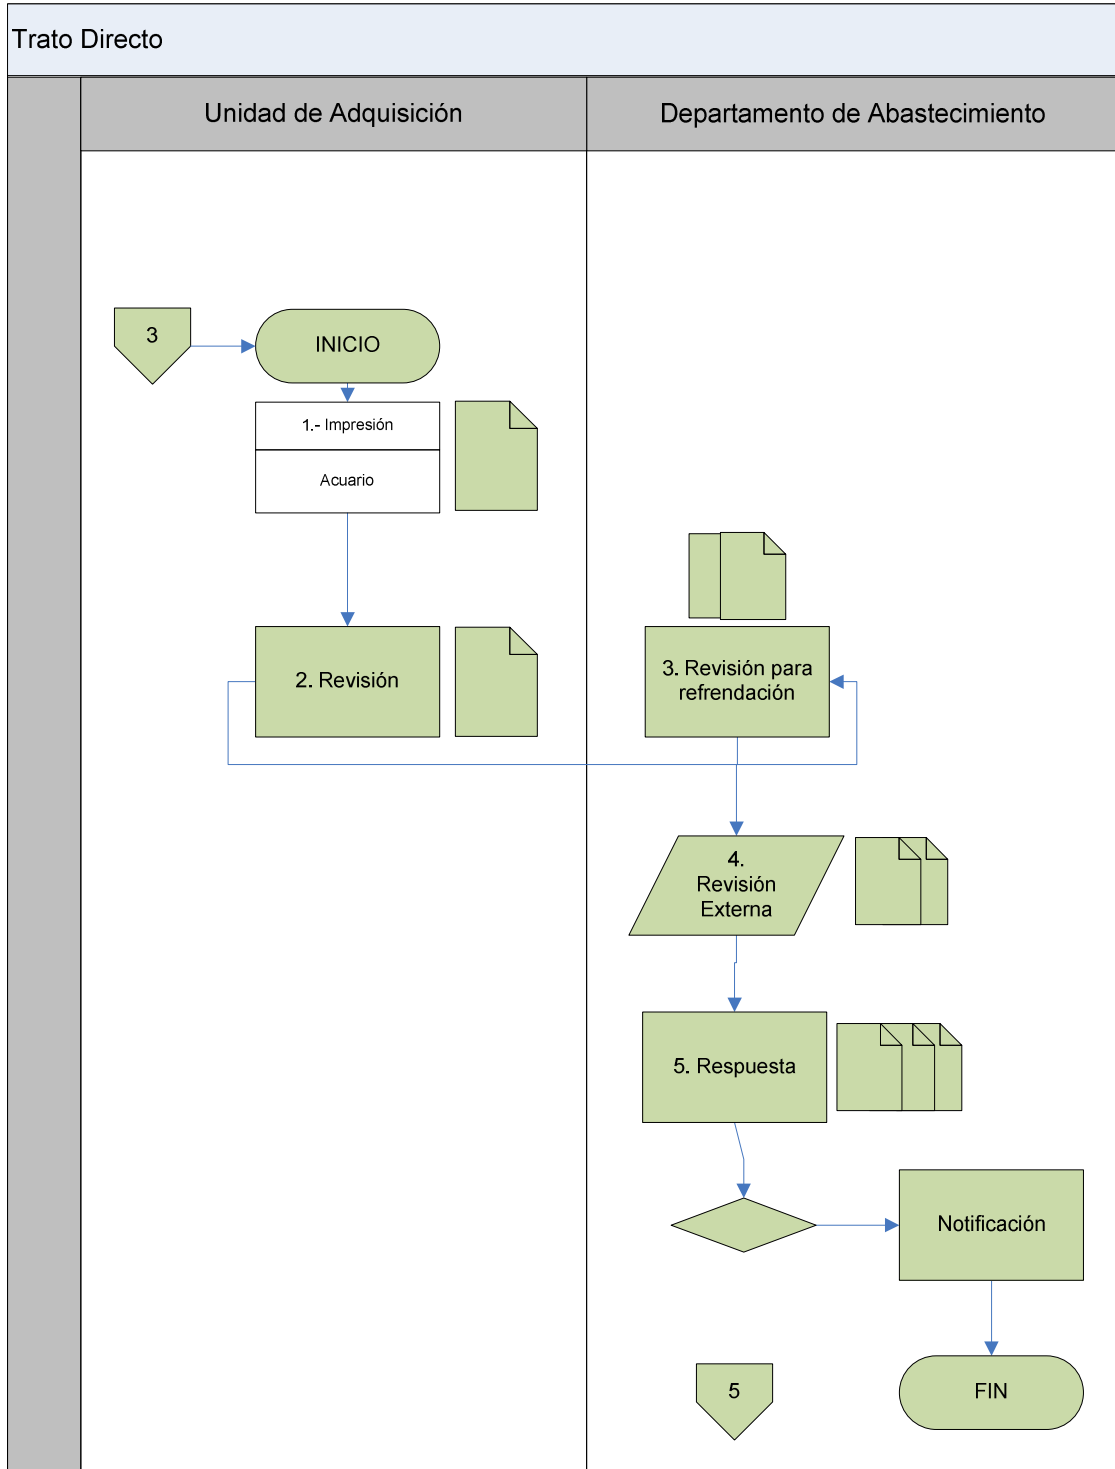 Trato Directo
Unidad de Adquisición
Departamento de Abastecimiento
3
INICIO
1.- Impresión
Acuario
2. Revisión
3. Revisión para
refrendación
4.
Revisión
Externa
5. Respuesta
Notificación
5
FIN